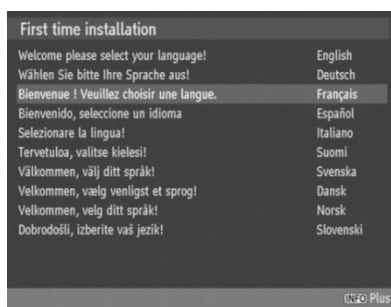 First time installation
Welcome please select your language! English
Wählen Sie bitte Ihre Sprache aus! Deutsch
Bienvenue ! Veuillez choisir une langue. Français
Bienvenido, seleccione un idioma Español
Selezionare la lingua! Italiano
Tervetuloa, valitse kielesi! Suomi
Välkommen, välj ditt språk! Svenska
Velkommen, vælg venligst et sprog! Dansk
Velkommen, velg ditt språk! Norsk
Dobrodošli, izberite vaš jezik! Slovenski
INFO Plus